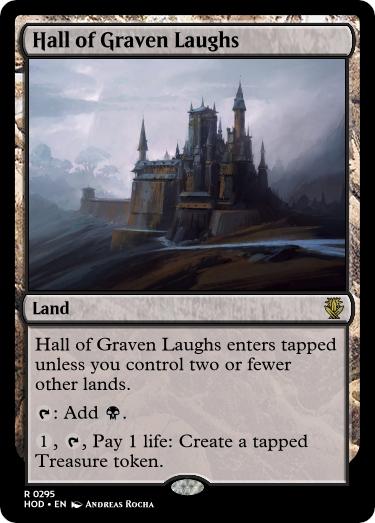 Hall of Graven Laughs
Land
Hall of Graven Laughs enters tapped
unless you control two or fewer
other lands.
: Add .
1 , , Pay 1 life: Create a tapped
Treasure token.
R 0295
HOD • EN Andreas Rocha